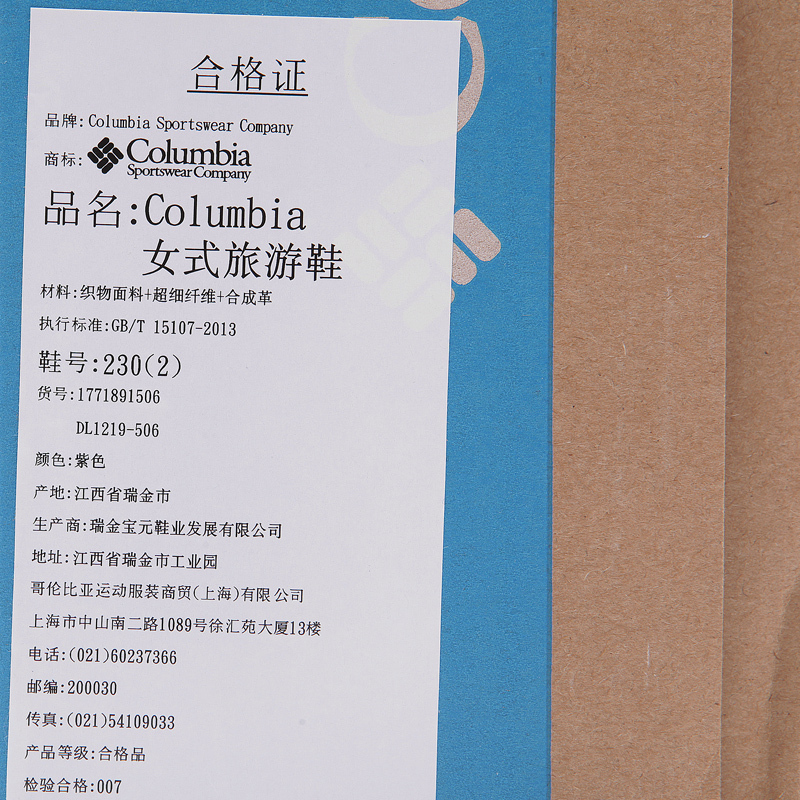 合格证
品牌:Columbia Sportswear Company
商标: Columbia
Sportswear Company
品名:Columbia
女式旅游鞋
材料:织物面料+超细纤维+合成革
执行标准:GB/T 15107-2013
鞋号:230(2)
货号:1771891506
DL1219-506
颜色:紫色
产地:江西省瑞金市
生产商:瑞金宝元鞋业发展有限公司
地址:江西省瑞金市工业园
哥伦比亚运动服装商贸(上海)有限公司
上海市中山南二路1089号徐汇苑大厦13楼
电话:(021)60237366
邮编:200030
传真:(021)54109033
产品等级:合格品
检验合格:007